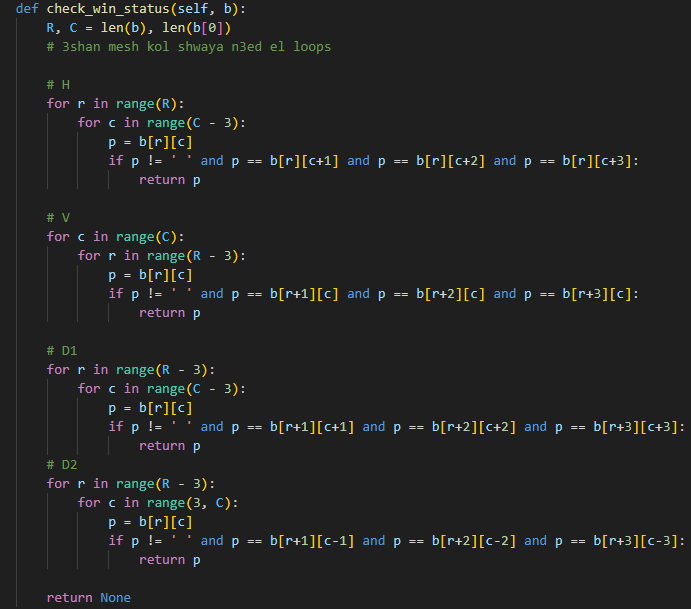 def check_win_status(self, b):
    R, C = len(b), len(b[0])
    # 3shan mesh kol shwaya n3ed el loops

    # H
    for r in range(R):
        for c in range(C - 3):
            p = b[r][c]
            if p != ' ' and p == b[r][c+1] and p == b[r][c+2] and p == b[r][c+3]:
                return p

    # V
    for c in range(C):
        for r in range(R - 3):
            p = b[r][c]
            if p != ' ' and p == b[r+1][c] and p == b[r+2][c] and p == b[r+3][c]:
                return p

    # D1
    for r in range(R - 3):
        for c in range(C - 3):
            p = b[r][c]
            if p != ' ' and p == b[r+1][c+1] and p == b[r+2][c+2] and p == b[r+3][c+3]:
                return p
    # D2
    for r in range(R - 3):
        for c in range(3, C):
            p = b[r][c]
            if p != ' ' and p == b[r+1][c-1] and p == b[r+2][c-2] and p == b[r+3][c-3]:
                return p

    return None